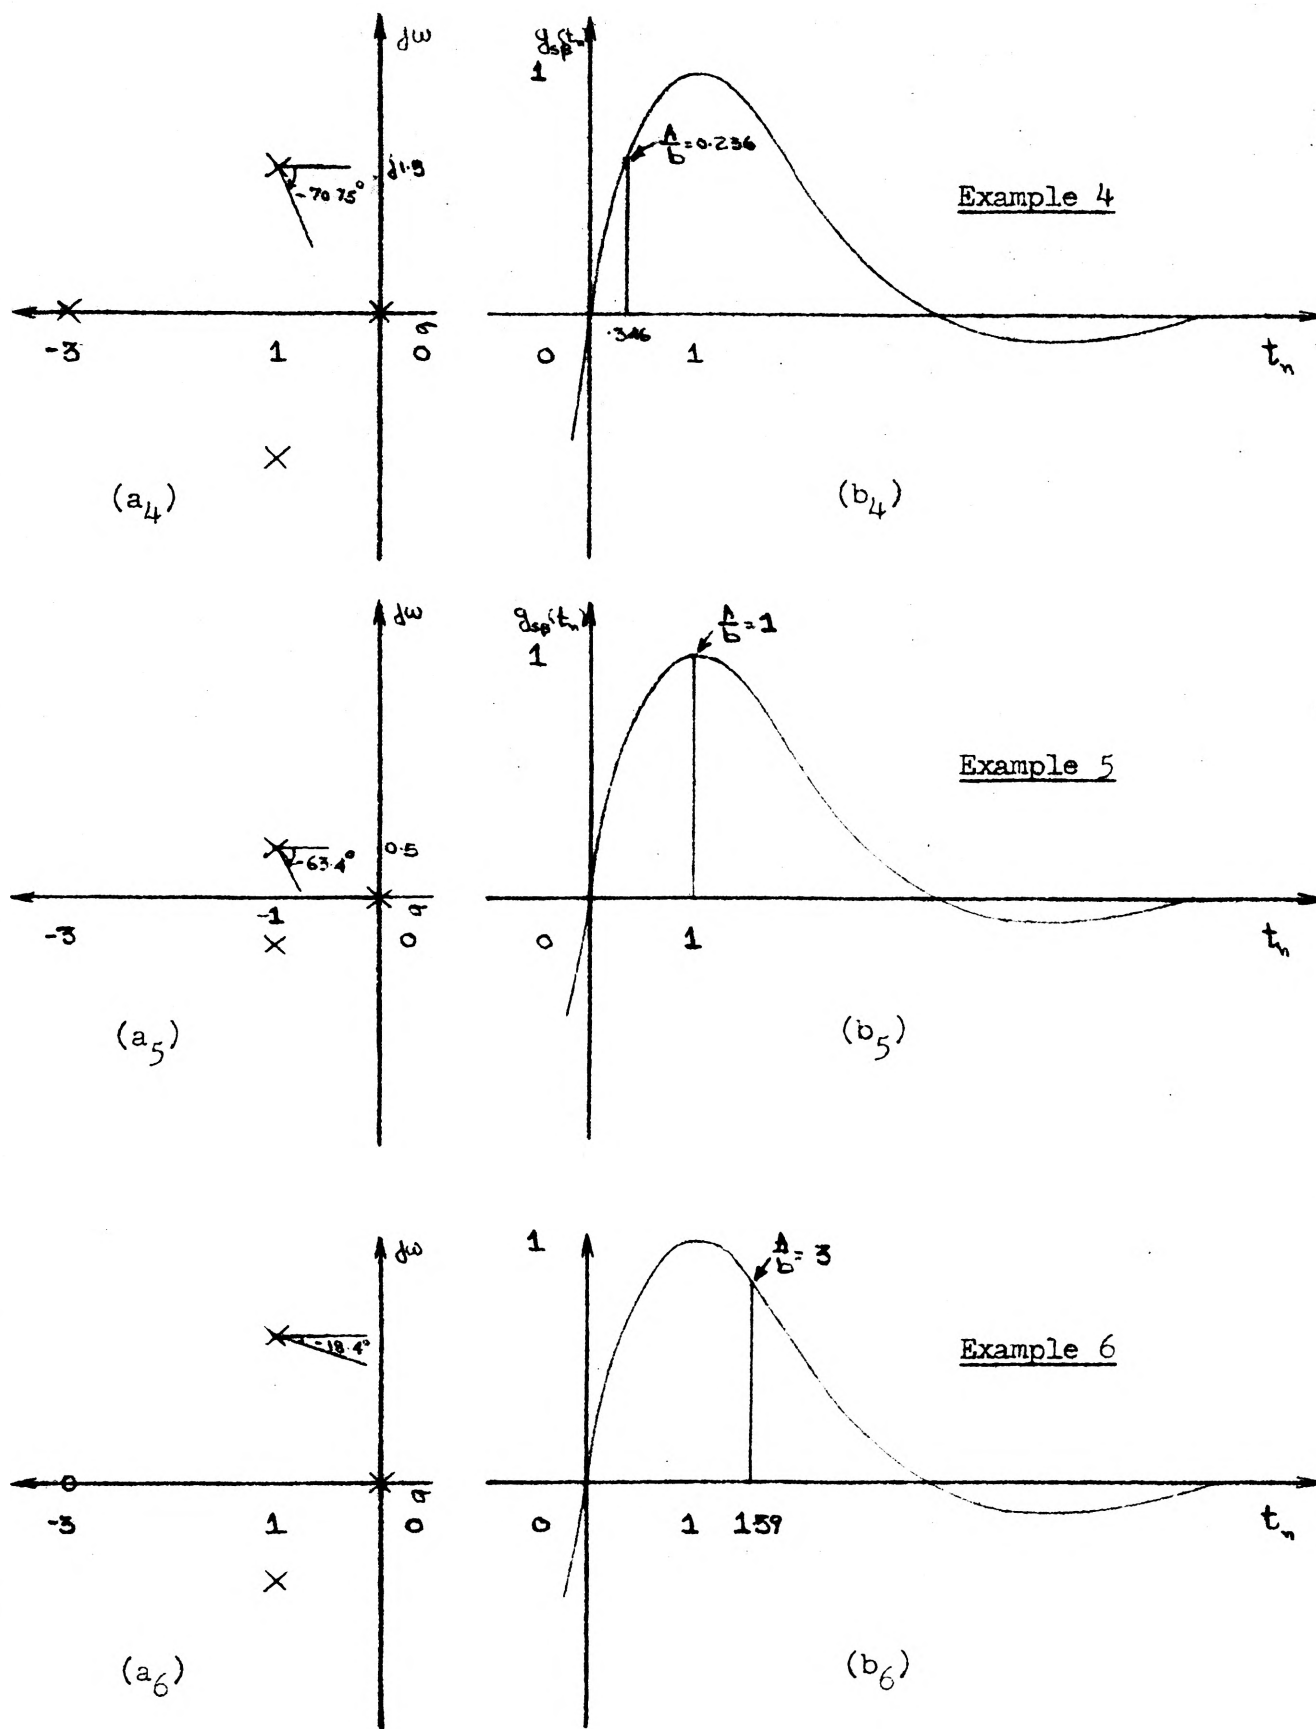 jω
g_sβ(t_n)
1
A/b = 0.236
j1.5
-70.75°
Example 4
-3
1
σ
0
0
.346
1
t_n
(a_4)
(b_4)
jω
g_sβ(t_n)
1
A/b = 1
Example 5
-63.4°
0.5
-3
-1
σ
0
0
1
t_n
(a_5)
(b_5)
jω
1
A/b = 3
-18.4°
Example 6
-3
1
σ
0
0
1
1.59
t_n
(a_6)
(b_6)